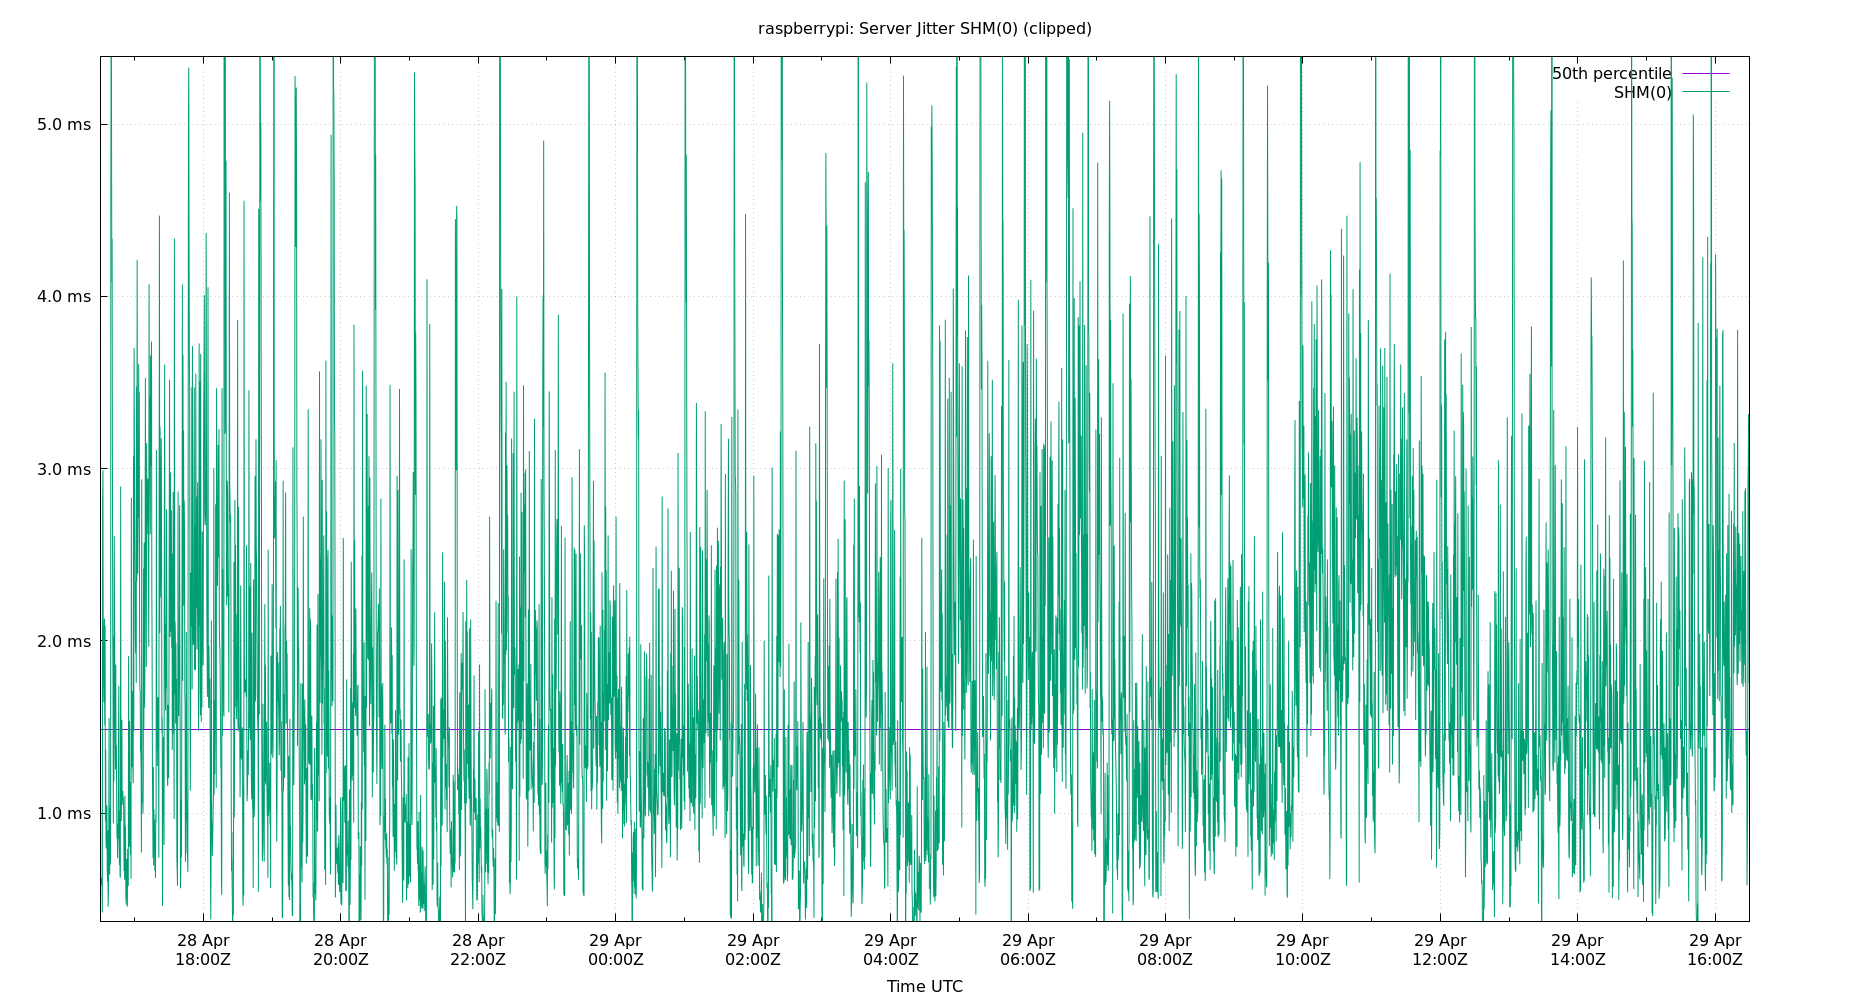 raspberrypi: Server Jitter SHM(0) (clipped)
50th percentile
SHM(0)
5.0 ms
4.0 ms
3.0 ms
2.0 ms
1.0 ms
28 Apr 28 Apr 28 Apr 29 Apr 29 Apr 29 Apr 29 Apr 29 Apr 29 Apr 29 Apr 29 Apr 29 Apr
18:00Z 20:00Z 22:00Z 00:00Z 02:00Z 04:00Z 06:00Z 08:00Z 10:00Z 12:00Z 14:00Z 16:00Z
Time UTC